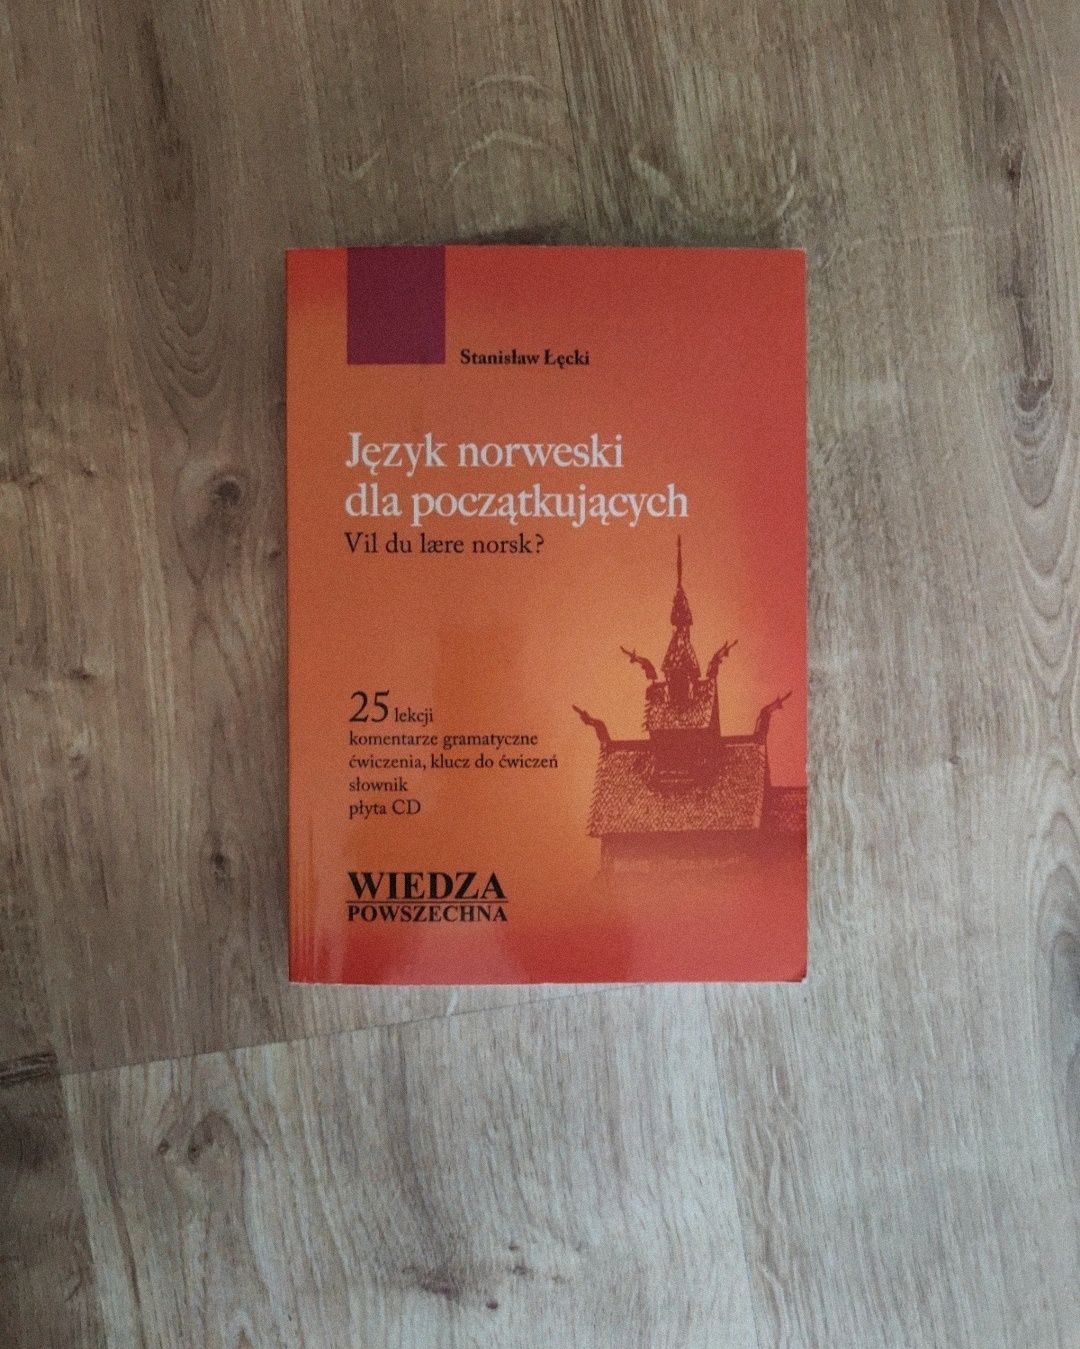 Stanisław Łęcki
Język norweski
dla początkujących
Vil du lære norsk?
25 lekcji
komentarze gramatyczne
ćwiczenia, klucz do ćwiczeń
słownik
płyta CD
WIEDZA
POWSZECHNA